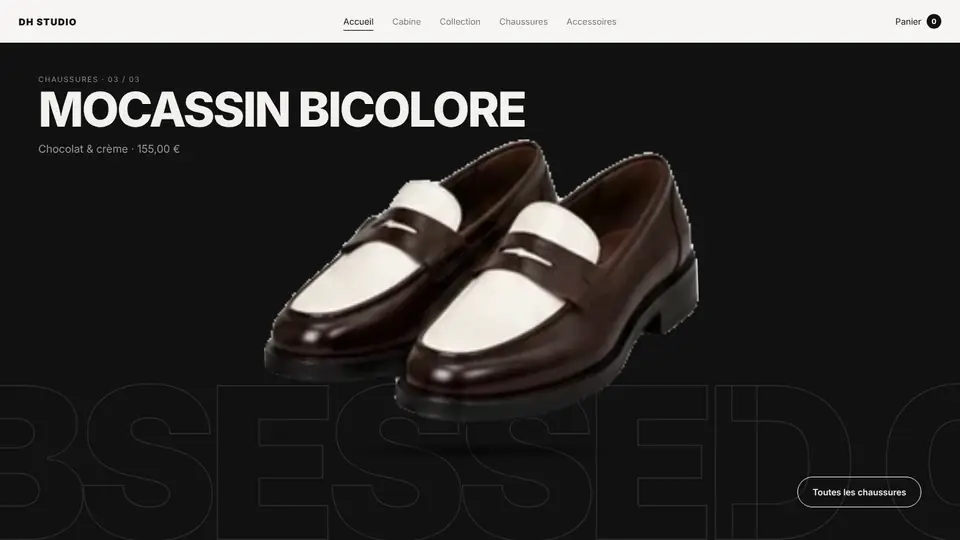 DH STUDIO
Accueil
Cabine
Collection
Chaussures
Accessoires
Panier 0
CHAUSSURES · 03 / 03
MOCASSIN BICOLORE
Chocolat & crème · 155,00 €
BSESSED O
Toutes les chaussures